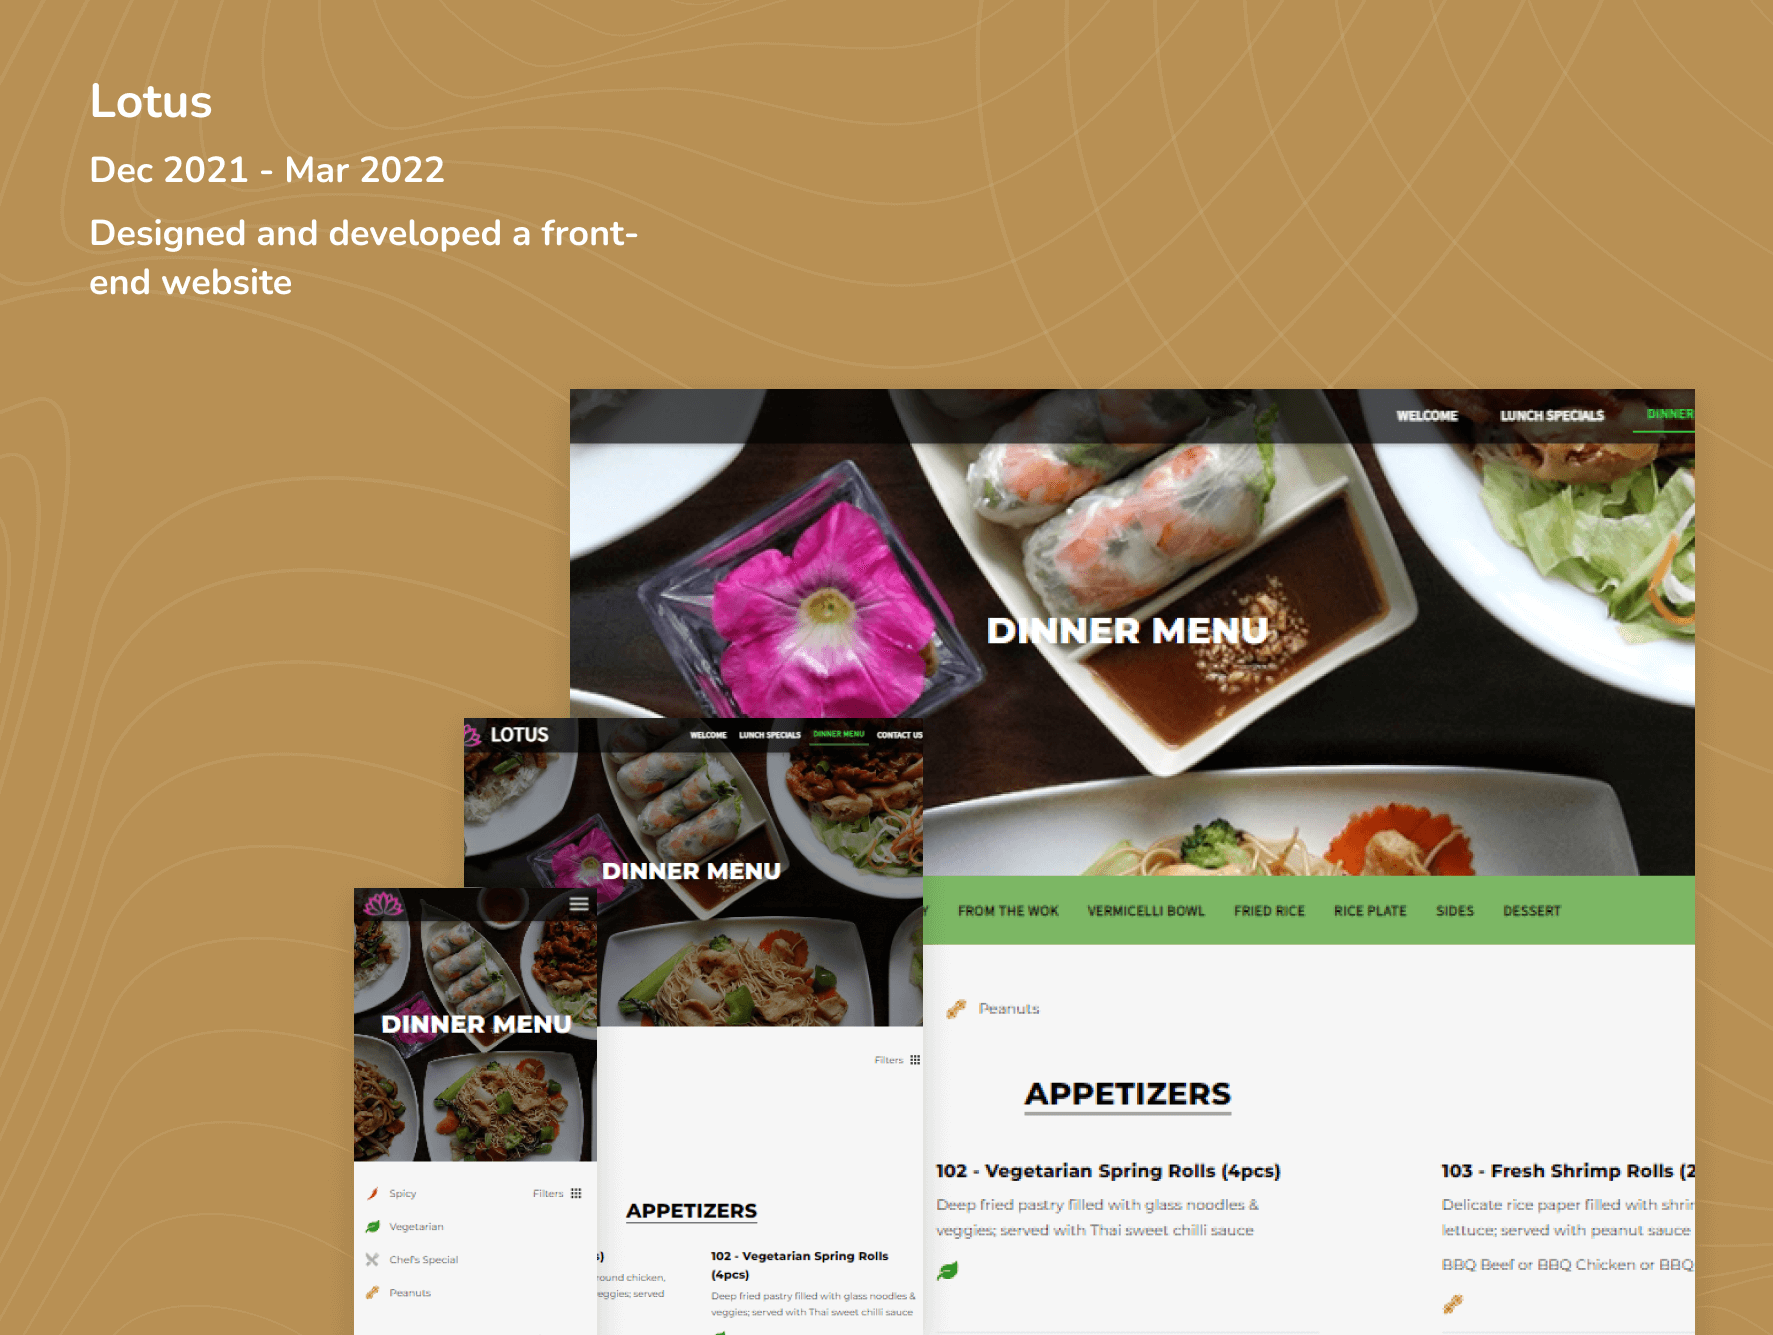 Lotus
Dec 2021 - Mar 2022
Designed and developed a front-
end website
WELCOME
LUNCH SPECIALS
DINNER
DINNER MENU
FROM THE WOK
VERMICELLI BOWL
FRIED RICE
RICE PLATE
SIDES
DESSERT
Peanuts
APPETIZERS
102 - Vegetarian Spring Rolls (4pcs)
Deep fried pastry filled with glass noodles &
veggies; served with Thai sweet chilli sauce
103 - Fresh Shrimp Rolls (2
Delicate rice paper filled with shrim
lettuce; served with peanut sauce
BBQ Beef or BBQ Chicken or BBQ
LOTUS
WELCOME
LUNCH SPECIALS
DINNER MENU
CONTACT US
DINNER MENU
Filters
APPETIZERS
s)
round chicken,
eggies; served
102 - Vegetarian Spring Rolls
(4pcs)
Deep fried pastry filled with glass noodles &
veggies; served with Thai sweet chilli sauce
DINNER MENU
Spicy
Filters
Vegetarian
Chef's Special
Peanuts